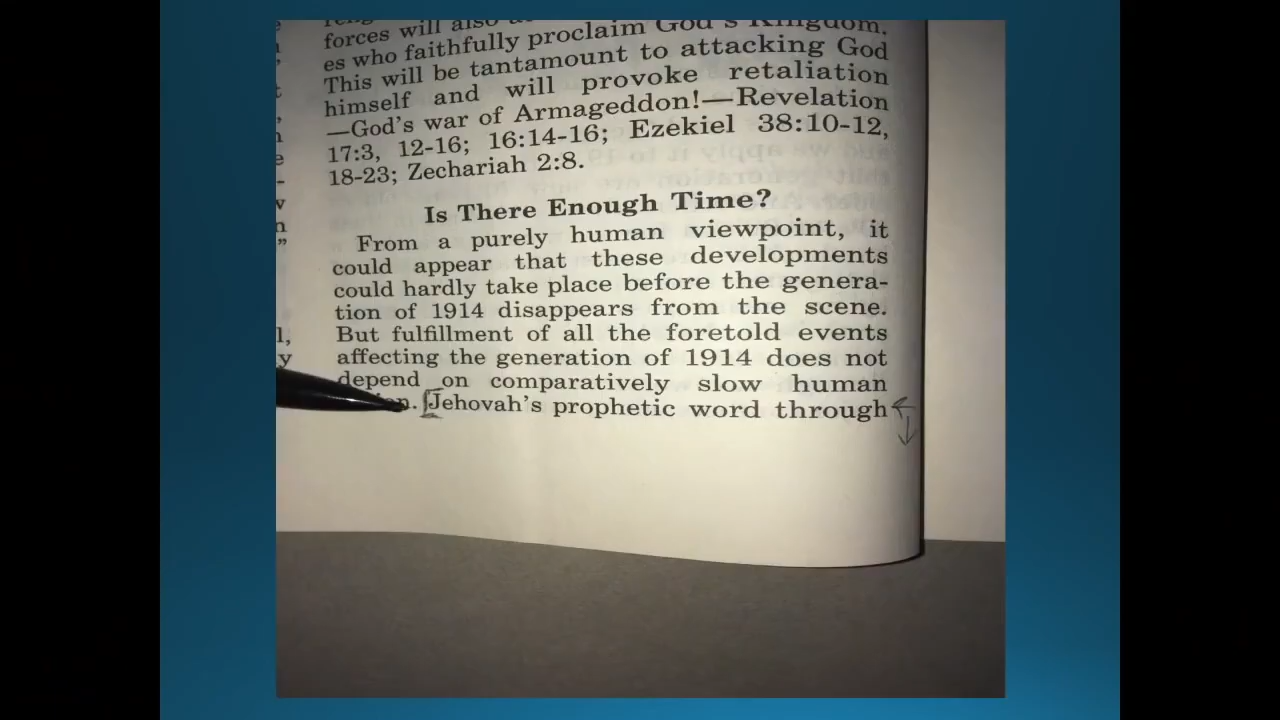 forces will also
es who faithfully proclaim God's Kingdom.
This will be tantamount to attacking God
himself and will provoke retaliation
—God's war of Armageddon!—Revelation
17:3, 12-16; 16:14-16; Ezekiel 38:10-12,
18-23; Zechariah 2:8.
Is There Enough Time?
From a purely human viewpoint, it
could appear that these developments
could hardly take place before the genera-
tion of 1914 disappears from the scene.
But fulfillment of all the foretold events
affecting the generation of 1914 does not
depend on comparatively slow human
Jehovah's prophetic word through